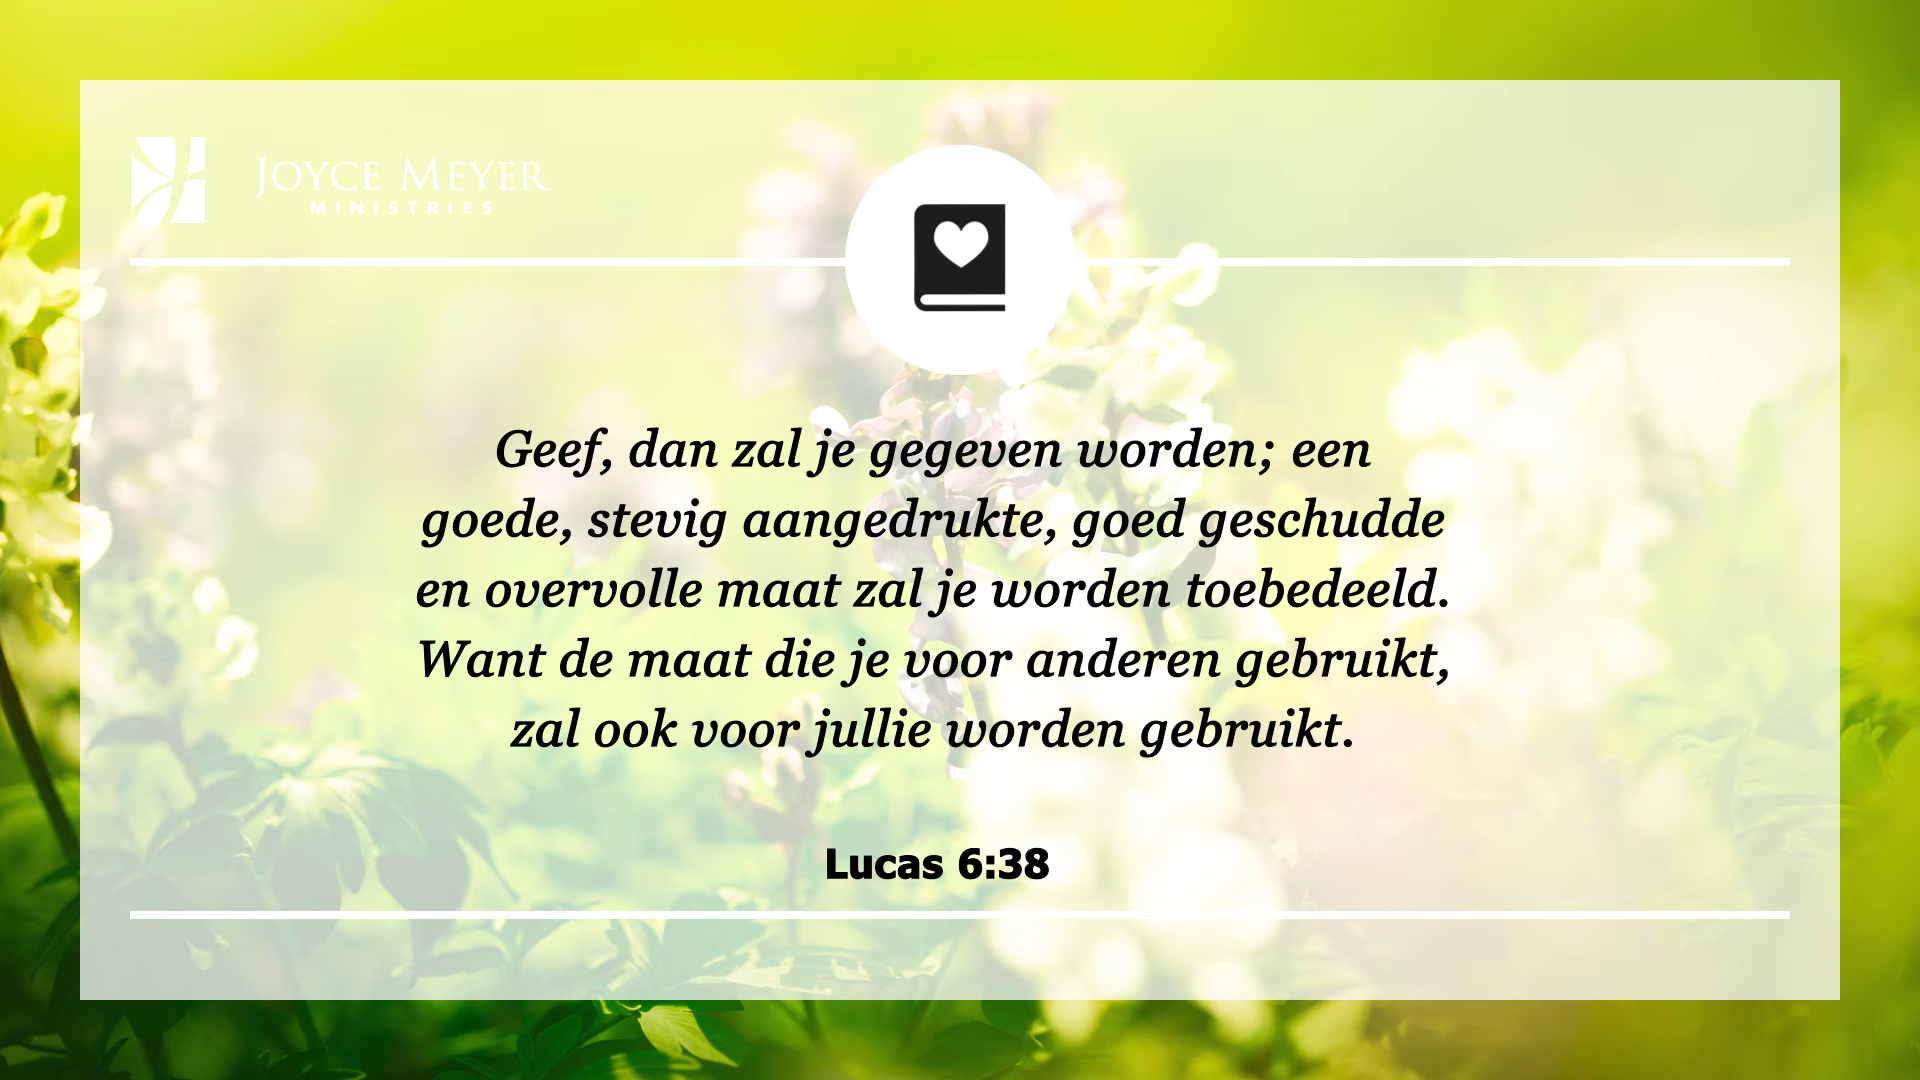 JOYCE MEYER
MINISTRIES
Geef, dan zal je gegeven worden; een
goede, stevig aangedrukte, goed geschudde
en overvolle maat zal je worden toebedeeld.
Want de maat die je voor anderen gebruikt,
zal ook voor jullie worden gebruikt.
Lucas 6:38